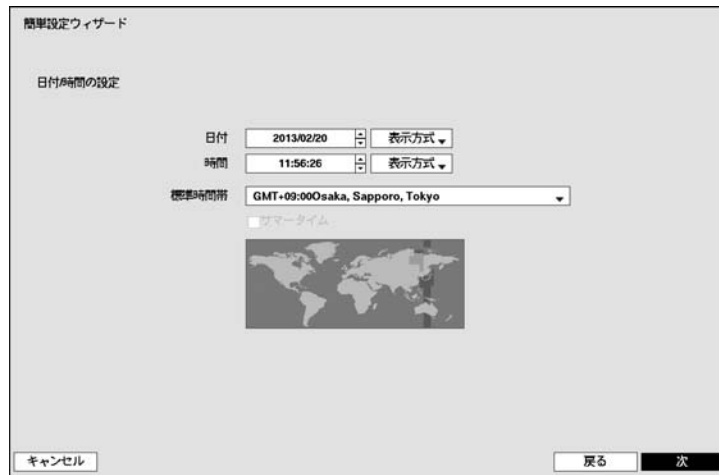 簡単設定ウィザード
日付/時間の設定
日付 2013/02/20 表示方式
時間 11:56:26 表示方式
標準時間帯 GMT+09:00Osaka, Sapporo, Tokyo
サマータイム
キャンセル 戻る 次